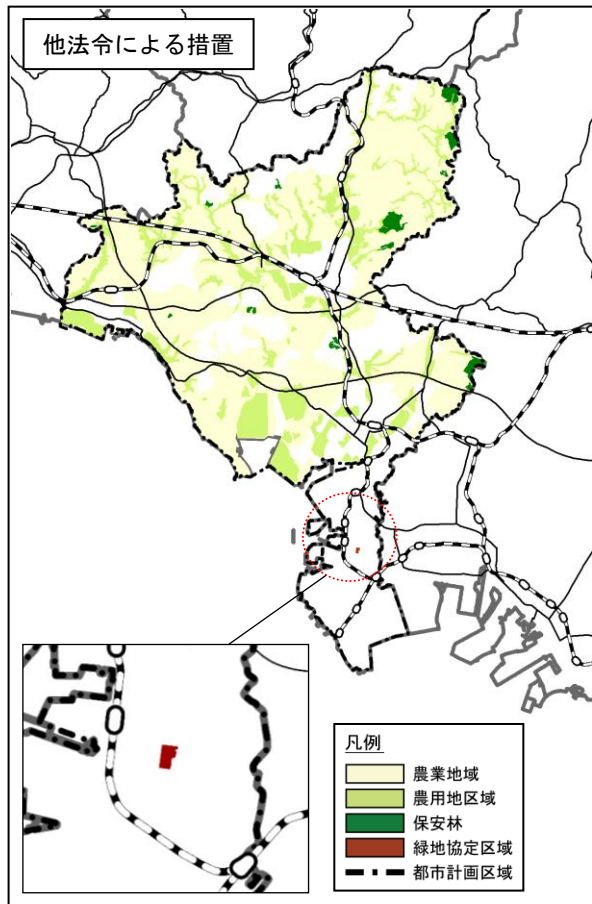 他法令による措置
凡例
農業地域
農用地区域
保安林
緑地協定区域
都市計画区域